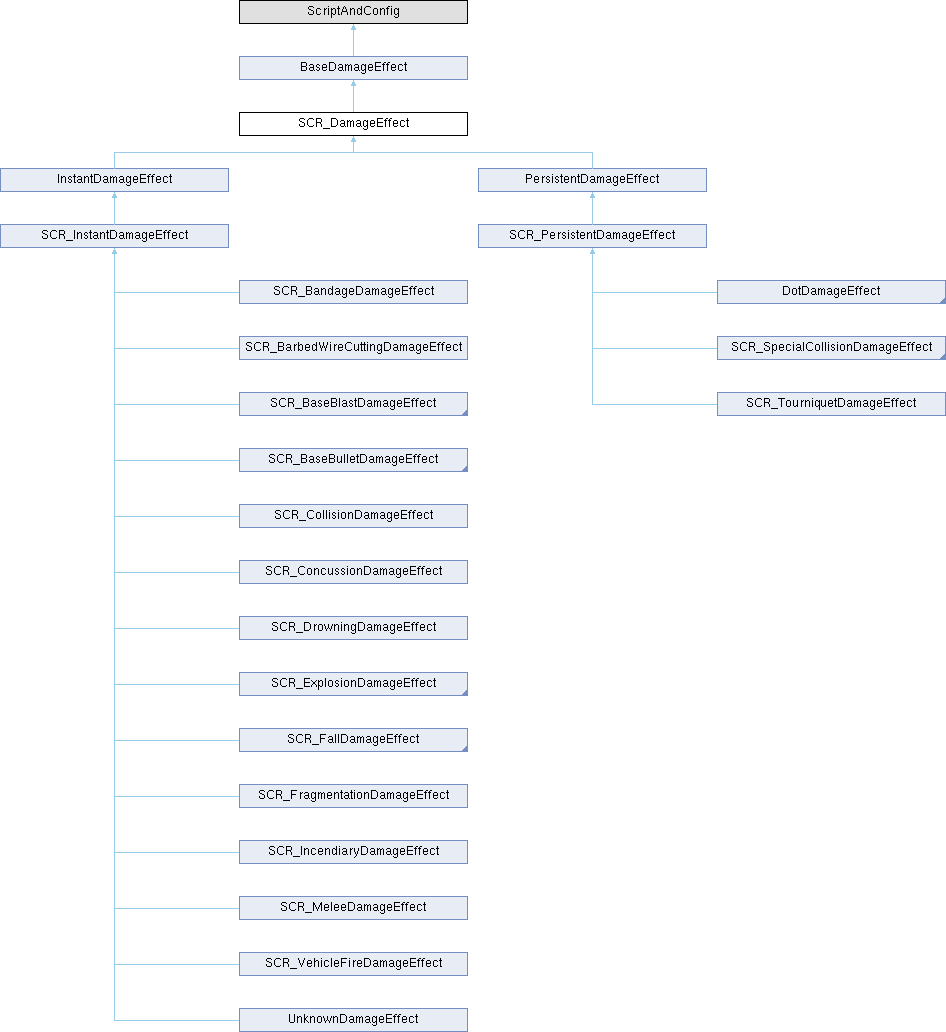 ScriptAndConfig
BaseDamageEffect
SCR_DamageEffect
InstantDamageEffect
PersistentDamageEffect
SCR_InstantDamageEffect
SCR_PersistentDamageEffect
SCR_BandageDamageEffect
DotDamageEffect
SCR_BarbedWireCuttingDamageEffect
SCR_SpecialCollisionDamageEffect
SCR_BaseBlastDamageEffect
SCR_TourniquetDamageEffect
SCR_BaseBulletDamageEffect
SCR_CollisionDamageEffect
SCR_ConcussionDamageEffect
SCR_DrowningDamageEffect
SCR_ExplosionDamageEffect
SCR_FallDamageEffect
SCR_FragmentationDamageEffect
SCR_IncendiaryDamageEffect
SCR_MeleeDamageEffect
SCR_VehicleFireDamageEffect
UnknownDamageEffect